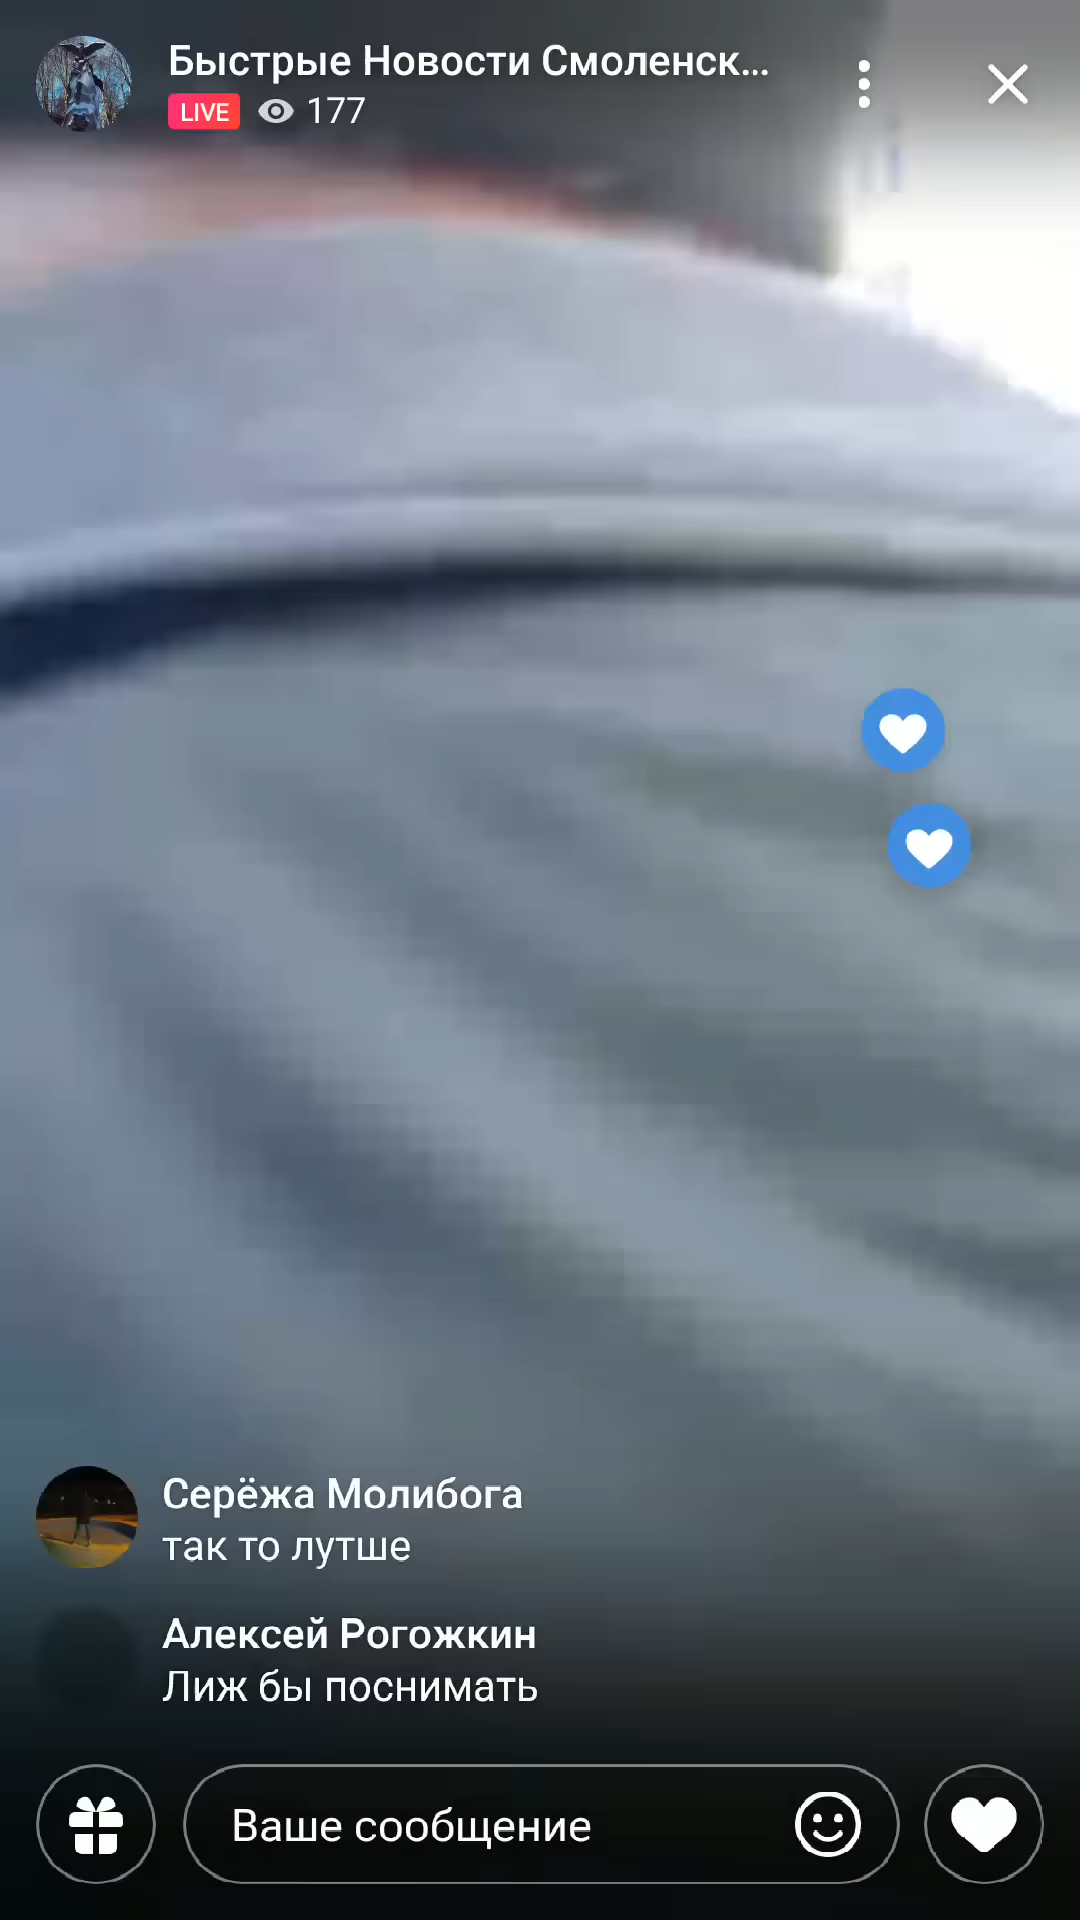 Быстрые Новости Смоленск...
LIVE 177
Серёжа Молибога
так то лутше
Алексей Рогожкин
Лиж бы поснимать
Ваше сообщение